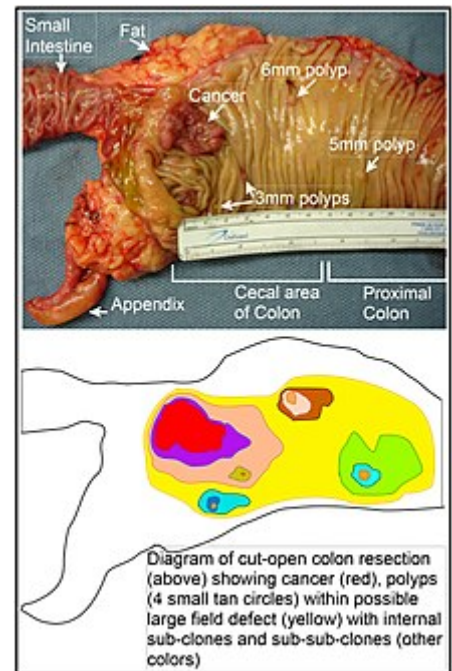 Small
Intestine
Fat
6mm polyp
Cancer
5mm polyp
3mm polyps
Appendix
Cecal area
of Colon
Proximal
Colon
Diagram of cut-open colon resection
(above) showing cancer (red), polyps
(4 small tan circles) within possible
large field defect (yellow) with internal
sub-clones and sub-sub-clones (other
colors)